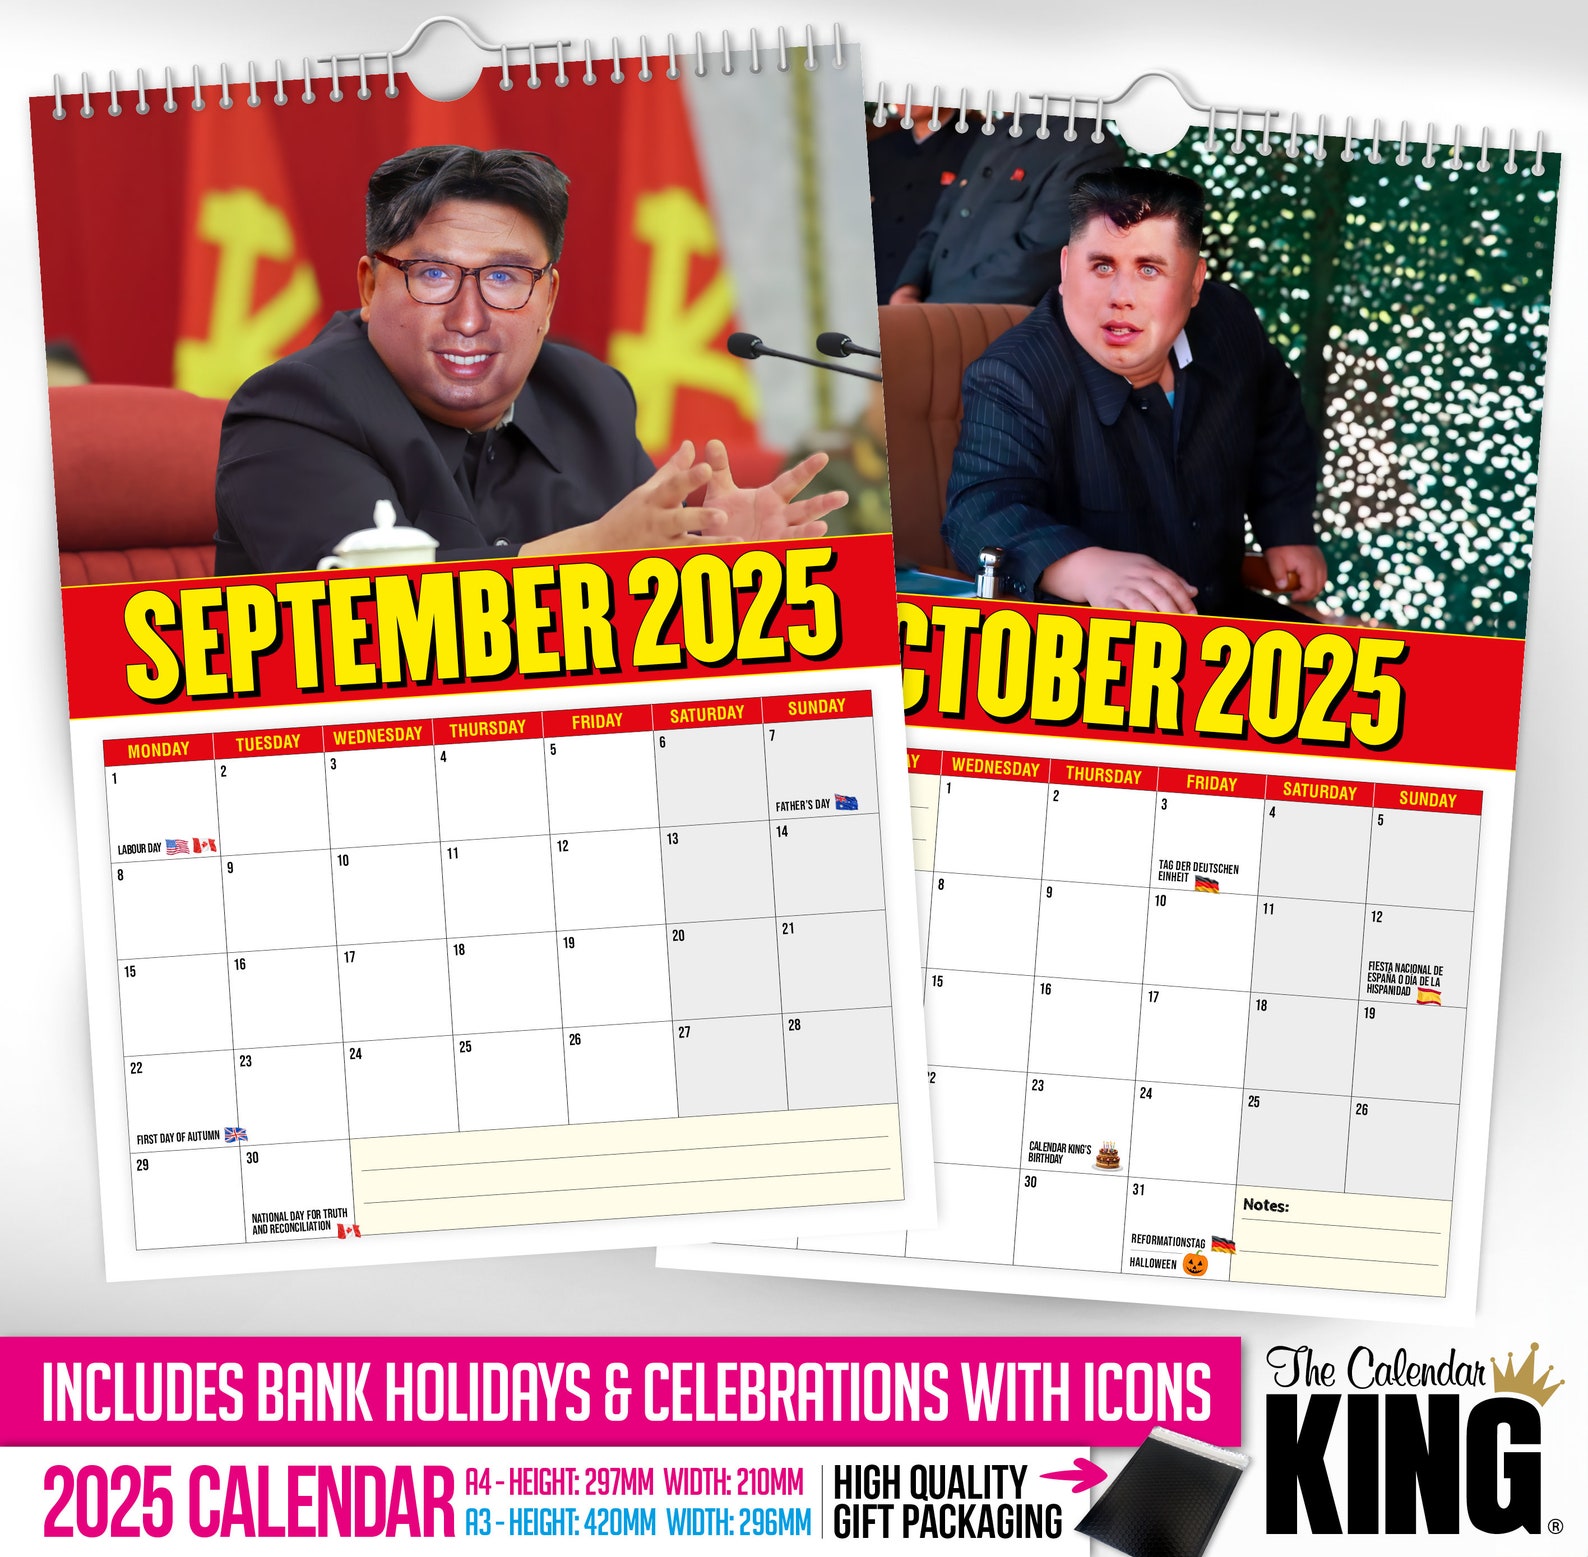 SEPTEMBER 2025
MONDAY TUESDAY WEDNESDAY THURSDAY FRIDAY SATURDAY SUNDAY
1 2 3 4 5 6 7
LABOUR DAY
FATHER'S DAY
8 9 10 11 12 13 14
15 16 17 18 19 20 21
22 23 24 25 26 27 28
FIRST DAY OF AUTUMN
29 30
NATIONAL DAY FOR TRUTH
AND RECONCILIATION
CTOBER 2025
AY WEDNESDAY THURSDAY FRIDAY SATURDAY SUNDAY
1 2 3 4 5
TAG DER DEUTSCHEN
EINHEIT
8 9 10 11 12
FIESTA NACIONAL DE
ESPAÑA O DÍA DE LA
HISPANIDAD
15 16 17 18 19
2 23 24 25 26
CALENDAR KING'S
BIRTHDAY
30 31
Notes:
REFORMATIONSTAG
HALLOWEEN
INCLUDES BANK HOLIDAYS & CELEBRATIONS WITH ICONS
2025 CALENDAR
A4 - HEIGHT: 297MM WIDTH: 210MM
A3 - HEIGHT: 420MM WIDTH: 296MM
HIGH QUALITY
GIFT PACKAGING
The Calendar
KING®